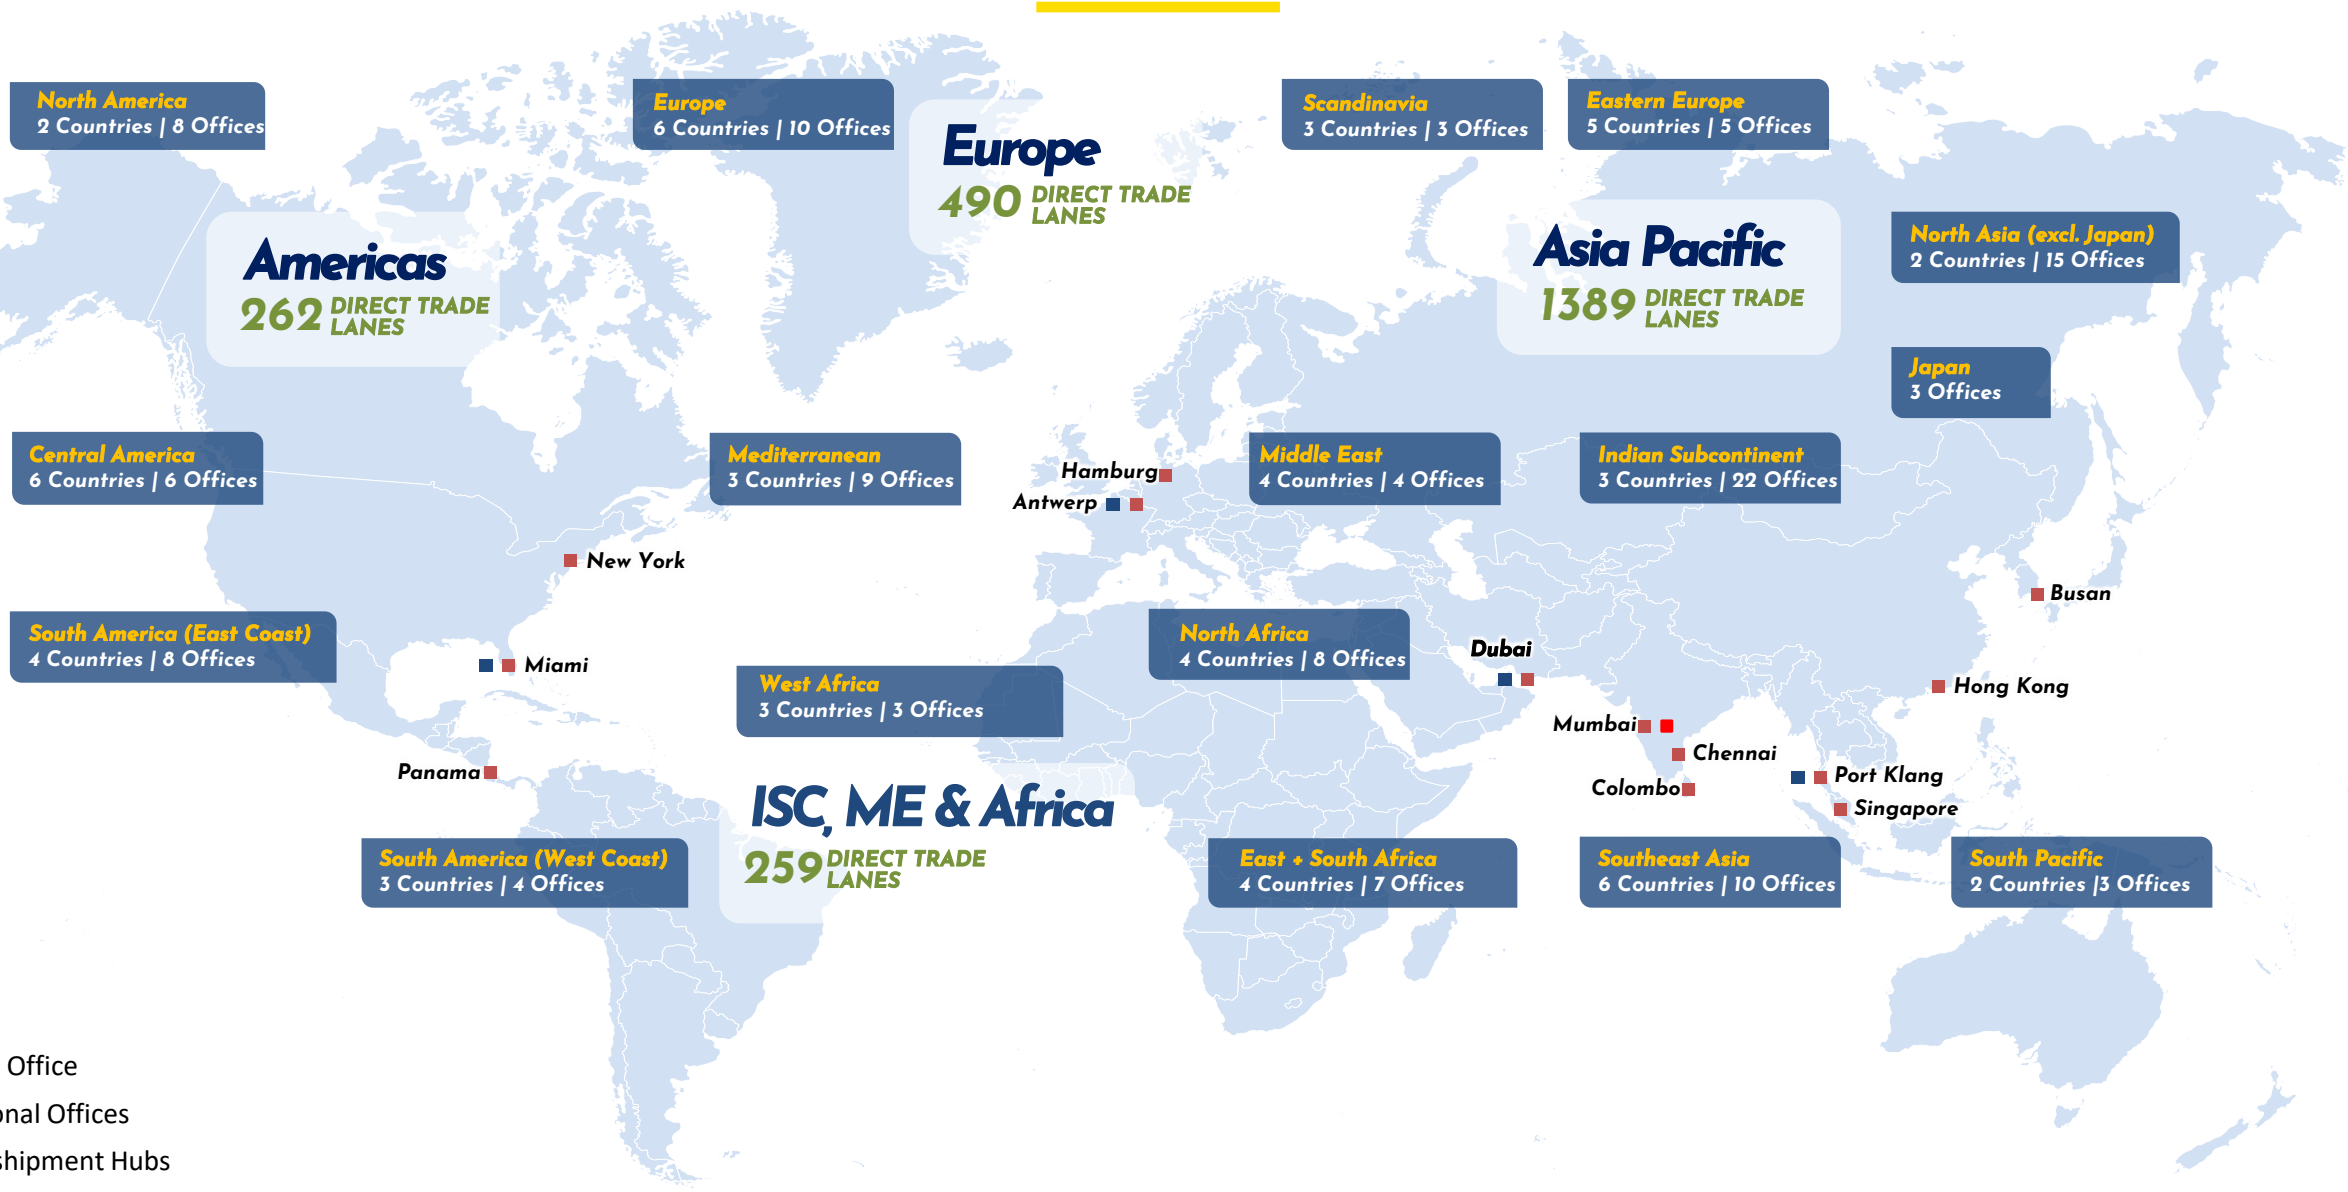 North America
2 Countries | 8 Offices
Europe
6 Countries | 10 Offices
Scandinavia
3 Countries | 3 Offices
Eastern Europe
5 Countries | 5 Offices
Europe
490 DIRECT TRADE
LANES
Americas
262 DIRECT TRADE
LANES
Asia Pacific
1389 DIRECT TRADE
LANES
North Asia (excl. Japan)
2 Countries | 15 Offices
Japan
3 Offices
Central America
6 Countries | 6 Offices
Mediterranean
3 Countries | 9 Offices
Hamburg
Antwerp
Middle East
4 Countries | 4 Offices
Indian Subcontinent
3 Countries | 22 Offices
New York
Busan
South America (East Coast)
4 Countries | 8 Offices
Miami
North Africa
4 Countries | 8 Offices
Dubai
West Africa
3 Countries | 3 Offices
Hong Kong
Mumbai
Chennai
Panama
Port Klang
Colombo
Singapore
ISC, ME & Africa
259 DIRECT TRADE
LANES
South America (West Coast)
3 Countries | 4 Offices
East + South Africa
4 Countries | 7 Offices
Southeast Asia
6 Countries | 10 Offices
South Pacific
2 Countries |3 Offices
Office
onal Offices
shipment Hubs